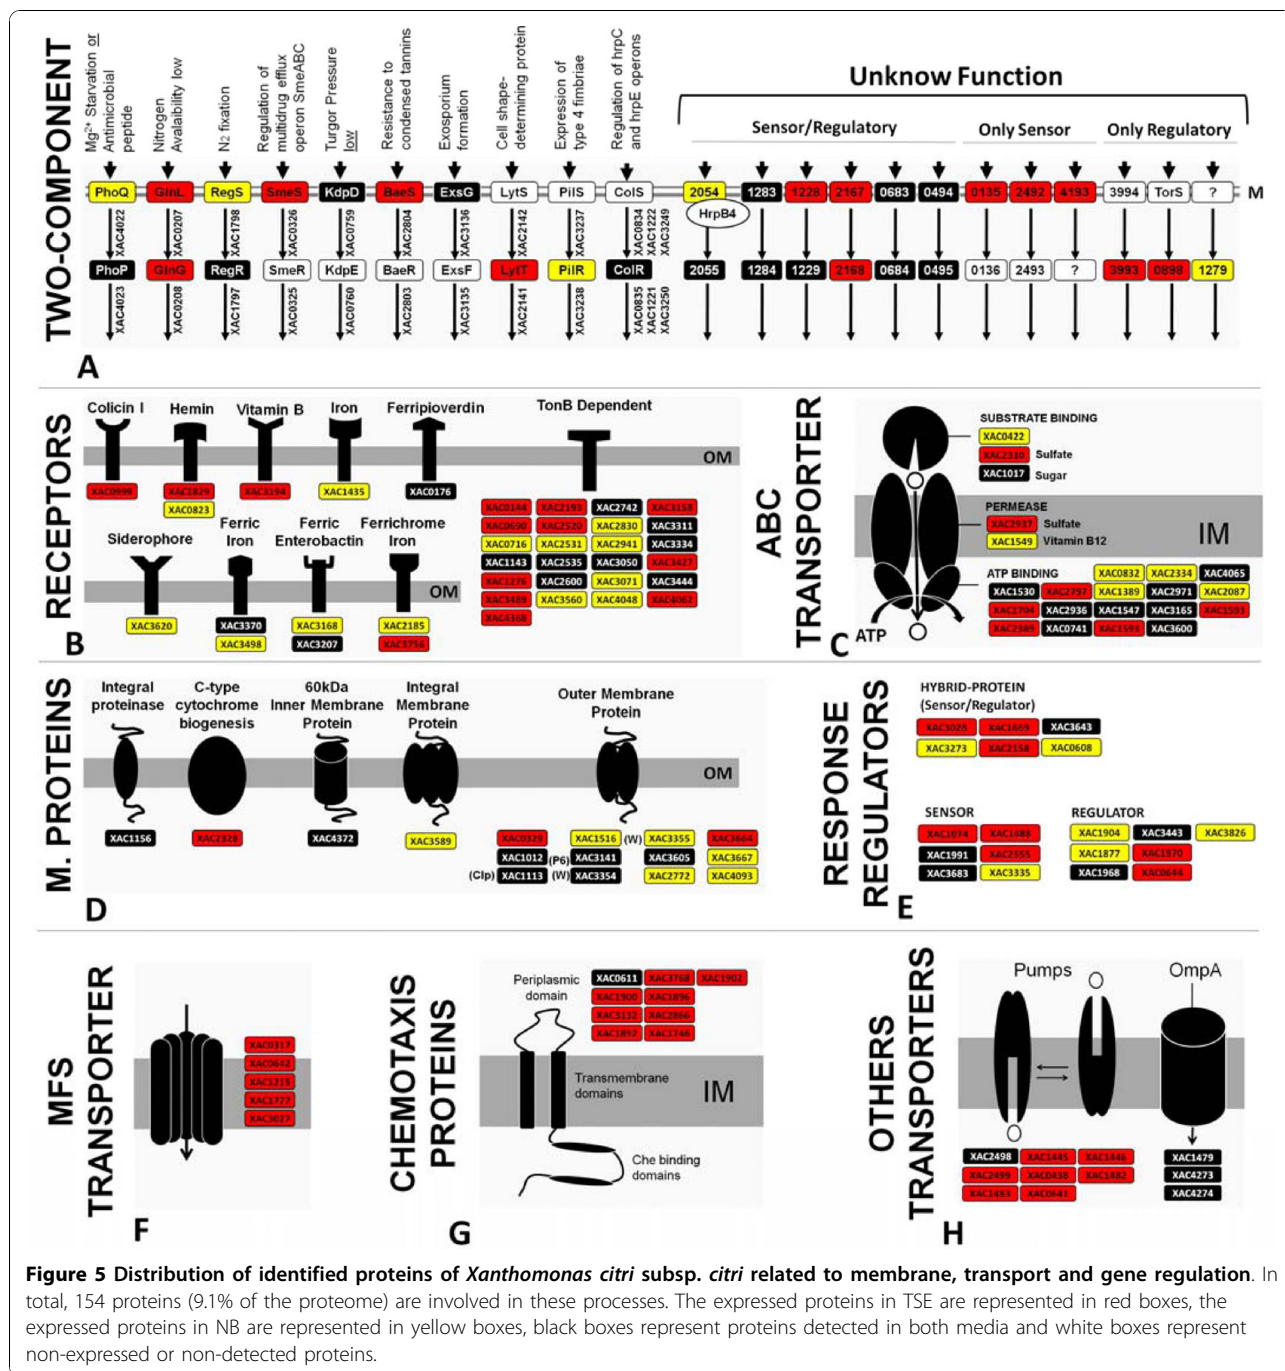 TWO-COMPONENT
Mg2+ Starvation or
Antimicrobial
peptide
Nitrogen
Avalaibility low
N2 fixation
Regulation of
multidrug efflux
operon SmeABC
Turgor Pressure
low
Resistance to
condensed tannins
Exosporium
formation
Cell shape-
determining protein
Expression of
type 4 fimbriae
Regulation of hrpC
and hrpE operons
Unknow Function
Sensor/Regulatory Only Sensor Only Regulatory
PhoQ GlnL RegS SmeS KdpD BaeS ExsG LytS PilS ColS 2054 1283 1228 2167 0683 0494 0135 2492 4193 3994 TorS ? M
HrpB4
XAC4022 XAC0207 XAC1798 XAC0326 XAC0759 XAC2804 XAC3136 XAC2142 XAC3237 XAC0834 XAC1222 XAC3249
PhoP GlnG RegR SmeR KdpE BaeR ExsF LytT PilR ColR 2055 1284 1229 2168 0684 0495 0136 2493 ? 3993 0898 1279
XAC4023 XAC0208 XAC1797 XAC0325 XAC0760 XAC2803 XAC3135 XAC2141 XAC3238 XAC0835 XAC1221 XAC3250
A
RECEPTORS
Colicin I Hemin Vitamin B Iron Ferripioverdin TonB Dependent
OM
XAC0999 XAC2829 XAC3194 XAC1435 XAC0176
XAC0823
Siderophore
Ferric
Iron
Ferric
Enterobactin
Ferrichrome
Iron
OM
XAC3620 XAC3370 XAC3168 XAC2185
XAC3498 XAC3207 XAC3756
XAC0144 XAC2193 XAC2742 XAC3158
XAC0690 XAC2520 XAC2830 XAC3311
XAC0716 XAC2531 XAC2941 XAC3334
XAC1143 XAC2535 XAC3050 XAC3427
XAC1276 XAC2600 XAC3071 XAC3444
XAC3489 XAC3560 XAC4048 XAC4062
XAC4368
B
ABC
TRANSPORTER
SUBSTRATE BINDING
XAC0422
XAC2310 Sulfate
XAC1017 Sugar
PERMEASE
XAC2937 Sulfate
XAC1549 Vitamin B12
IM
ATP BINDING XAC0832 XAC2334 XAC4065
XAC1530 XAC2797 XAC1389 XAC2971 XAC2087
XAC1704 XAC2936 XAC1547 XAC3165 XAC1591
XAC2389 XAC0741 XAC1593 XAC3600
ATP
C
M. PROTEINS
Integral
proteinase
C-type
cytochrome
biogenesis
60kDa
Inner Membrane
Protein
Integral
Membrane
Protein
Outer Membrane
Protein
OM
XAC1156 XAC2328 XAC4372 XAC3589
XAC0329 XAC1516 (W) XAC3355 XAC3664
XAC1012 (P6) XAC3141 XAC3605 XAC3667
(Clp) XAC1113 (W) XAC3354 XAC2772 XAC4093
D
RESPONSE
REGULATORS
HYBRID-PROTEIN
(Sensor/Regulator)
XAC3028 XAC1669 XAC3643
XAC3273 XAC2158 XAC0608
SENSOR REGULATOR
XAC1974 XAC1488 XAC1904 XAC3443 XAC3826
XAC1991 XAC2555 XAC1877 XAC1970
XAC3683 XAC3335 XAC1968 XAC0644
E
MFS
TRANSPORTER
XAC0317
XAC0642
XAC1215
XAC1777
XAC3027
F
CHEMOTAXIS
PROTEINS
Periplasmic
domain
XAC0611 XAC3768 XAC1902
XAC1900 XAC1896
XAC3132 XAC2866
XAC1892 XAC1746
Transmembrane
domains
IM
Che binding
domains
G
OTHERS
TRANSPORTERS
Pumps OmpA
XAC2498 XAC1445 XAC1446 XAC1479
XAC2499 XAC0438 XAC1482 XAC4273
XAC1483 XAC0641 XAC4274
H
Figure 5 Distribution of identified proteins of Xanthomonas citri subsp. citri related to membrane, transport and gene regulation. In
total, 154 proteins (9.1% of the proteome) are involved in these processes. The expressed proteins in TSE are represented in red boxes, the
expressed proteins in NB are represented in yellow boxes, black boxes represent proteins detected in both media and white boxes represent
non-expressed or non-detected proteins.